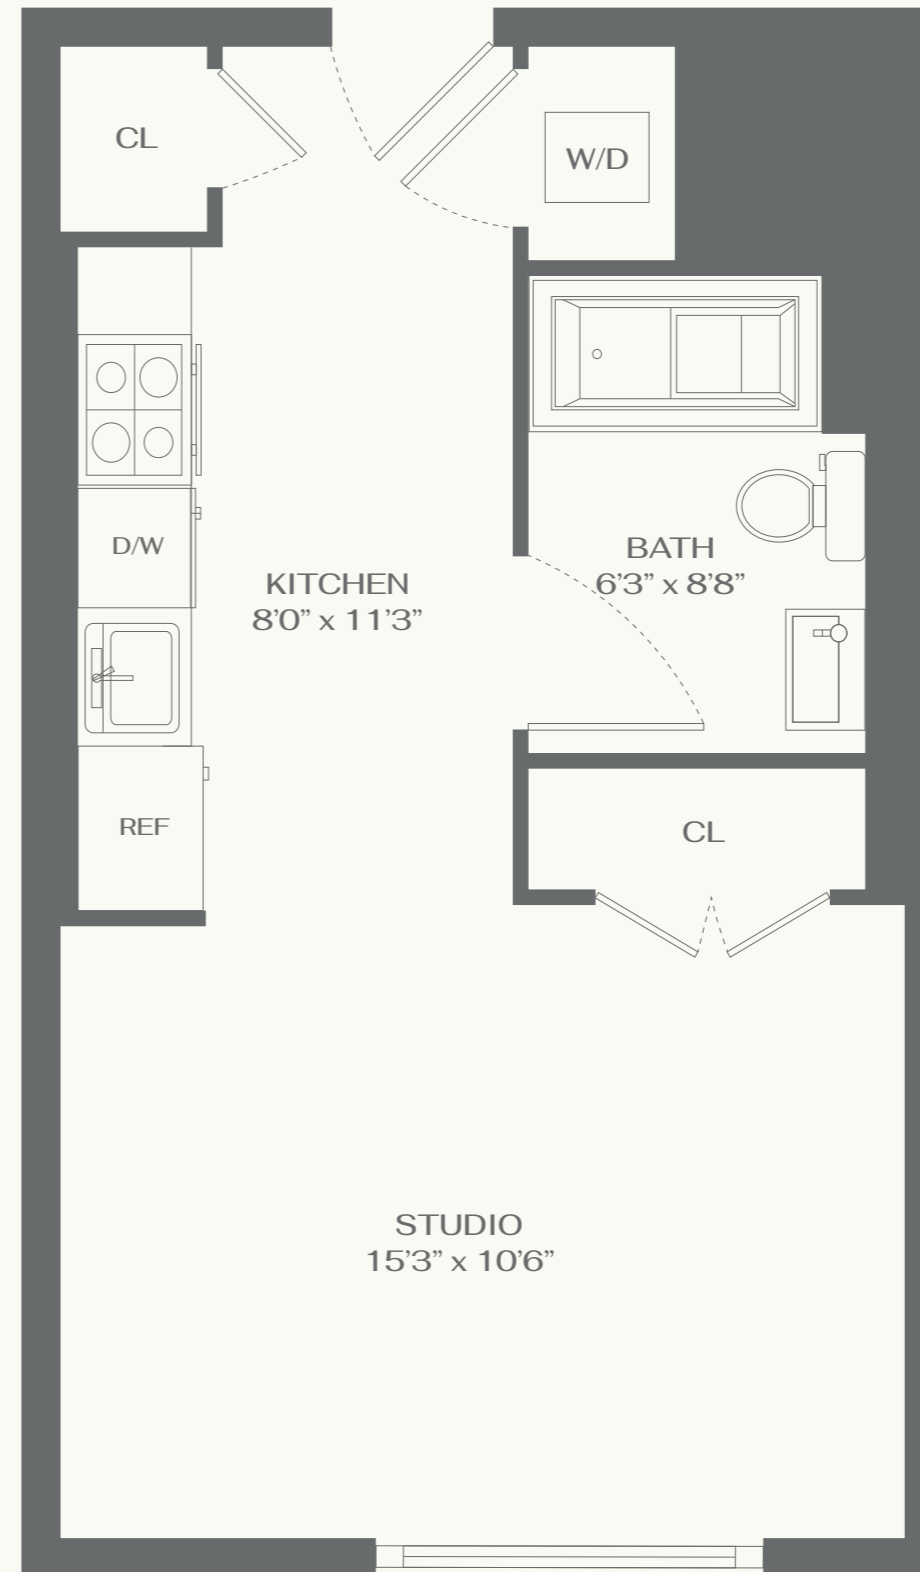 CL
W/D
D/W
KITCHEN
8’0” x 11’3”
BATH
6’3” x 8’8”
REF
CL
STUDIO
15’3” x 10’6”